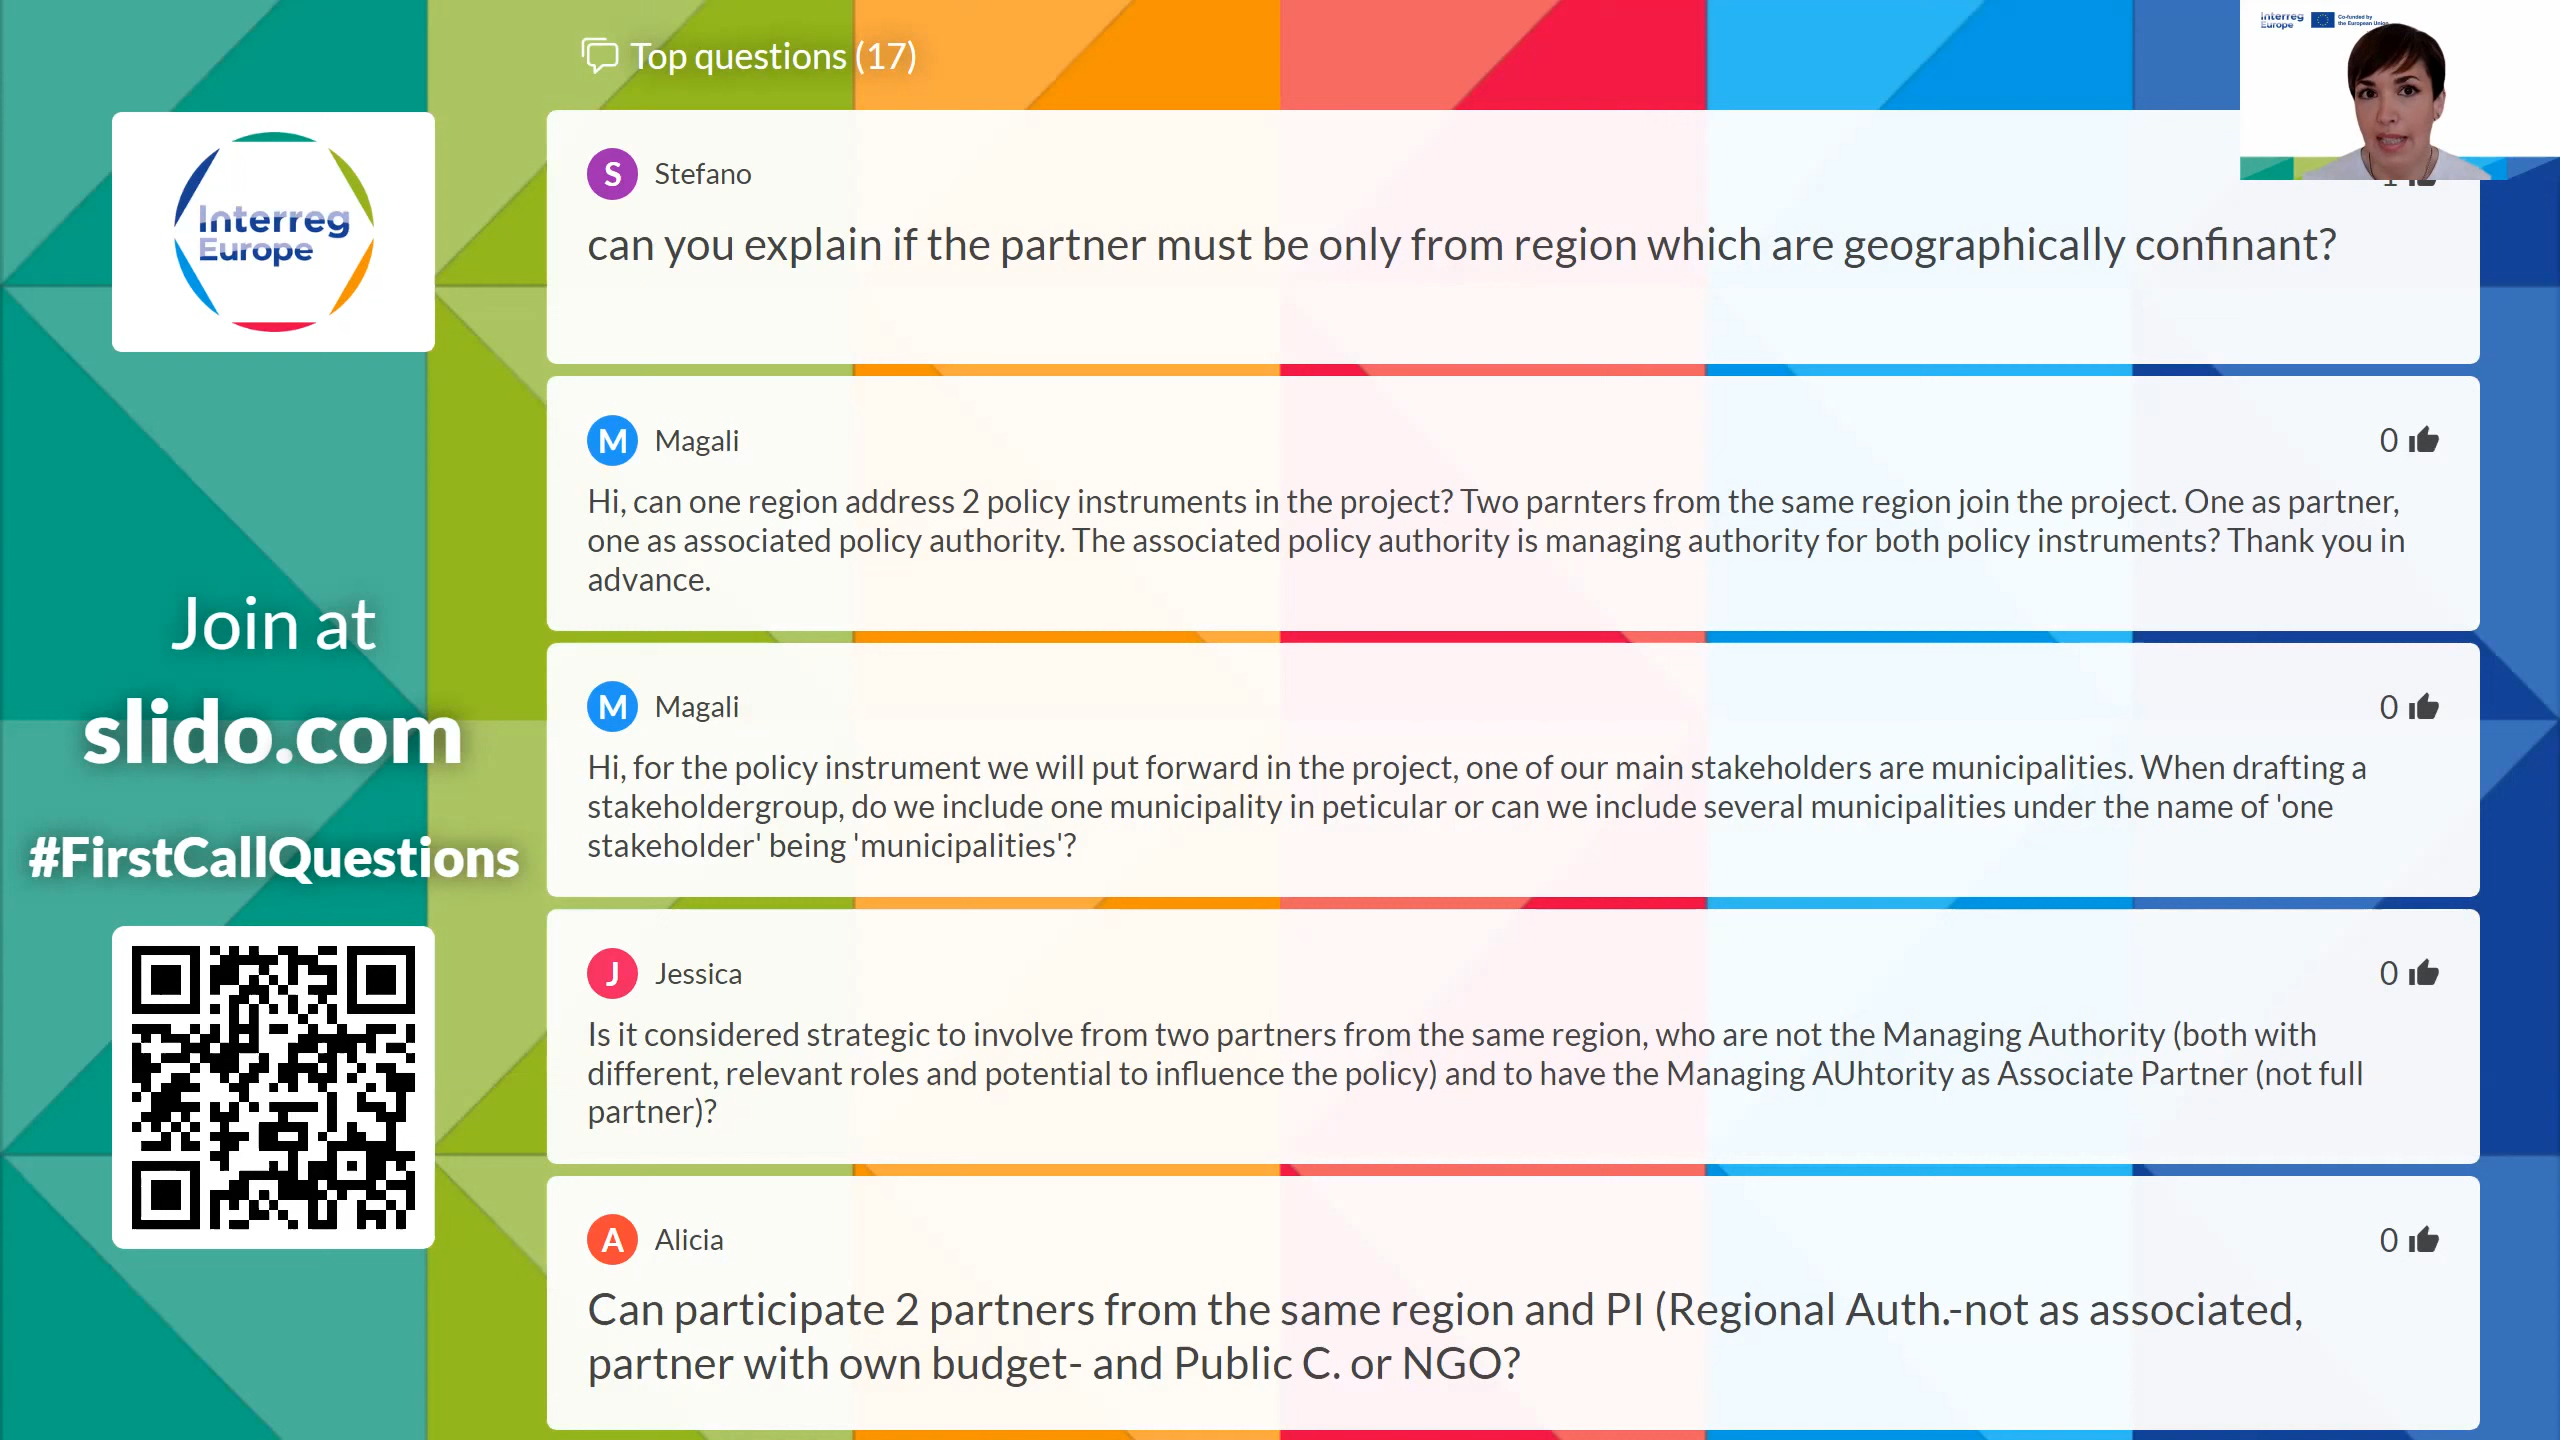 Top questions (17)
Interreg
Europe
Co-funded by
the European Union
Interreg
Europe
Join at
slido.com
#FirstCallQuestions
S Stefano
1
can you explain if the partner must be only from region which are geographically confinant?
M Magali
0
Hi, can one region address 2 policy instruments in the project? Two parnters from the same region join the project. One as partner,
one as associated policy authority. The associated policy authority is managing authority for both policy instruments? Thank you in
advance.
M Magali
0
Hi, for the policy instrument we will put forward in the project, one of our main stakeholders are municipalities. When drafting a
stakeholdergroup, do we include one municipality in peticular or can we include several municipalities under the name of 'one
stakeholder' being 'municipalities'?
J Jessica
0
Is it considered strategic to involve from two partners from the same region, who are not the Managing Authority (both with
different, relevant roles and potential to influence the policy) and to have the Managing AUhtority as Associate Partner (not full
partner)?
A Alicia
0
Can participate 2 partners from the same region and PI (Regional Auth.-not as associated,
partner with own budget- and Public C. or NGO?